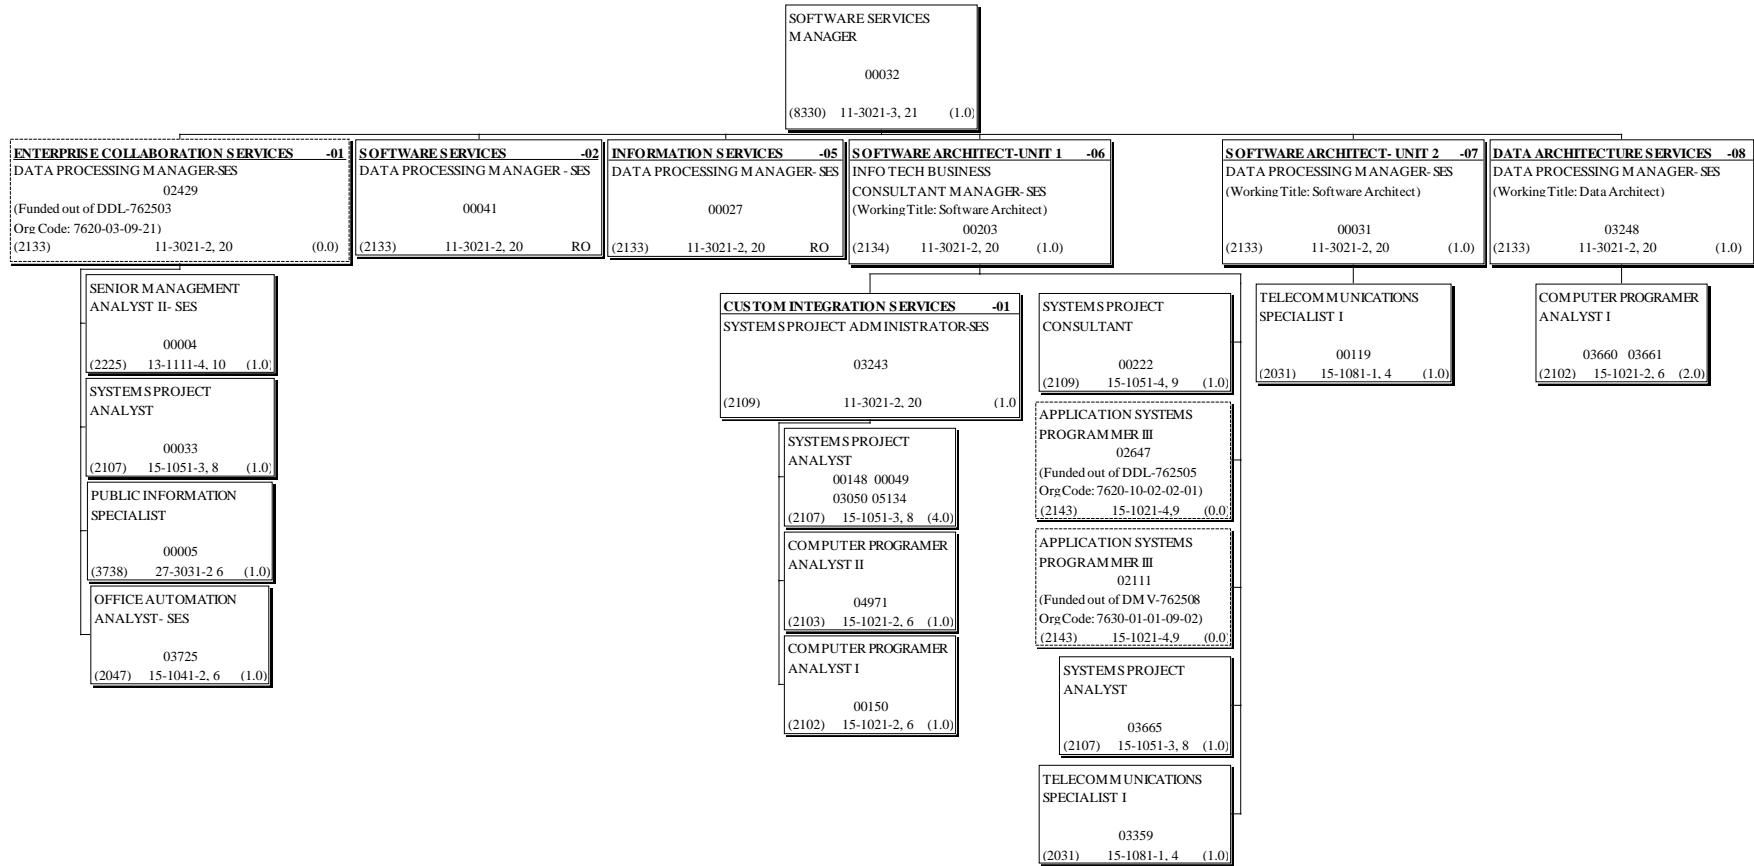 SOFTWARE SERVICES
MANAGER
00032
(8330) 11-3021-3, 21 (1.0)
ENTERPRISE COLLABORATION SERVICES -01
DATA PROCESSING MANAGER-SES
02429
(Funded out of DDL-762503
Org Code: 7620-03-09-21)
(2133) 11-3021-2, 20 (0.0)
SOFTWARE SERVICES -02
DATA PROCESSING MANAGER - SES
00041
(2133) 11-3021-2, 20 RO
INFORMATION SERVICES -05
DATA PROCESSING MANAGER- SES
00027
(2133) 11-3021-2, 20 RO
SOFTWARE ARCHITECT-UNIT 1 -06
INFO TECH BUSINESS
CONSULTANT MANAGER- SES
(Working Title: Software Architect)
00203
(2134) 11-3021-2, 20 (1.0)
SOFTWARE ARCHITECT- UNIT 2 -07
DATA PROCESSING MANAGER- SES
(Working Title: Software Architect)
00031
(2133) 11-3021-2, 20 (1.0)
DATA ARCHITECTURE SERVICES -08
DATA PROCESSING MANAGER- SES
(Working Title: Data Architect)
03248
(2133) 11-3021-2, 20 (1.0)
SENIOR MANAGEMENT
ANALYST II- SES
00004
(2225) 13-1111-4, 10 (1.0)
SYSTEMS PROJECT
ANALYST
00033
(2107) 15-1051-3, 8 (1.0)
PUBLIC INFORMATION
SPECIALIST
00005
(3738) 27-3031-2 6 (1.0)
OFFICE AUTOMATION
ANALYST- SES
03725
(2047) 15-1041-2, 6 (1.0)
CUSTOM INTEGRATION SERVICES -01
SYSTEMS PROJECT ADMINISTRATOR-SES
03243
(2109) 11-3021-2, 20 (1.0
SYSTEMS PROJECT
ANALYST
00148 00049
03050 05134
(2107) 15-1051-3, 8 (4.0)
COMPUTER PROGRAMER
ANALYST II
04971
(2103) 15-1021-2, 6 (1.0)
COMPUTER PROGRAMER
ANALYST I
00150
(2102) 15-1021-2, 6 (1.0)
SYSTEMS PROJECT
CONSULTANT
00222
(2109) 15-1051-4, 9 (1.0)
APPLICATION SYSTEMS
PROGRAMMER III
02647
(Funded out of DDL-762505
Org Code: 7620-10-02-02-01)
(2143) 15-1021-4,9 (0.0)
APPLICATION SYSTEMS
PROGRAMMER III
02111
(Funded out of DMV-762508
Org Code: 7630-01-01-09-02)
(2143) 15-1021-4,9 (0.0)
SYSTEMS PROJECT
ANALYST
03665
(2107) 15-1051-3, 8 (1.0)
TELECOMMUNICATIONS
SPECIALIST I
03359
(2031) 15-1081-1, 4 (1.0)
TELECOMMUNICATIONS
SPECIALIST I
00119
(2031) 15-1081-1, 4 (1.0)
COMPUTER PROGRAMER
ANALYST I
03660 03661
(2102) 15-1021-2, 6 (2.0)